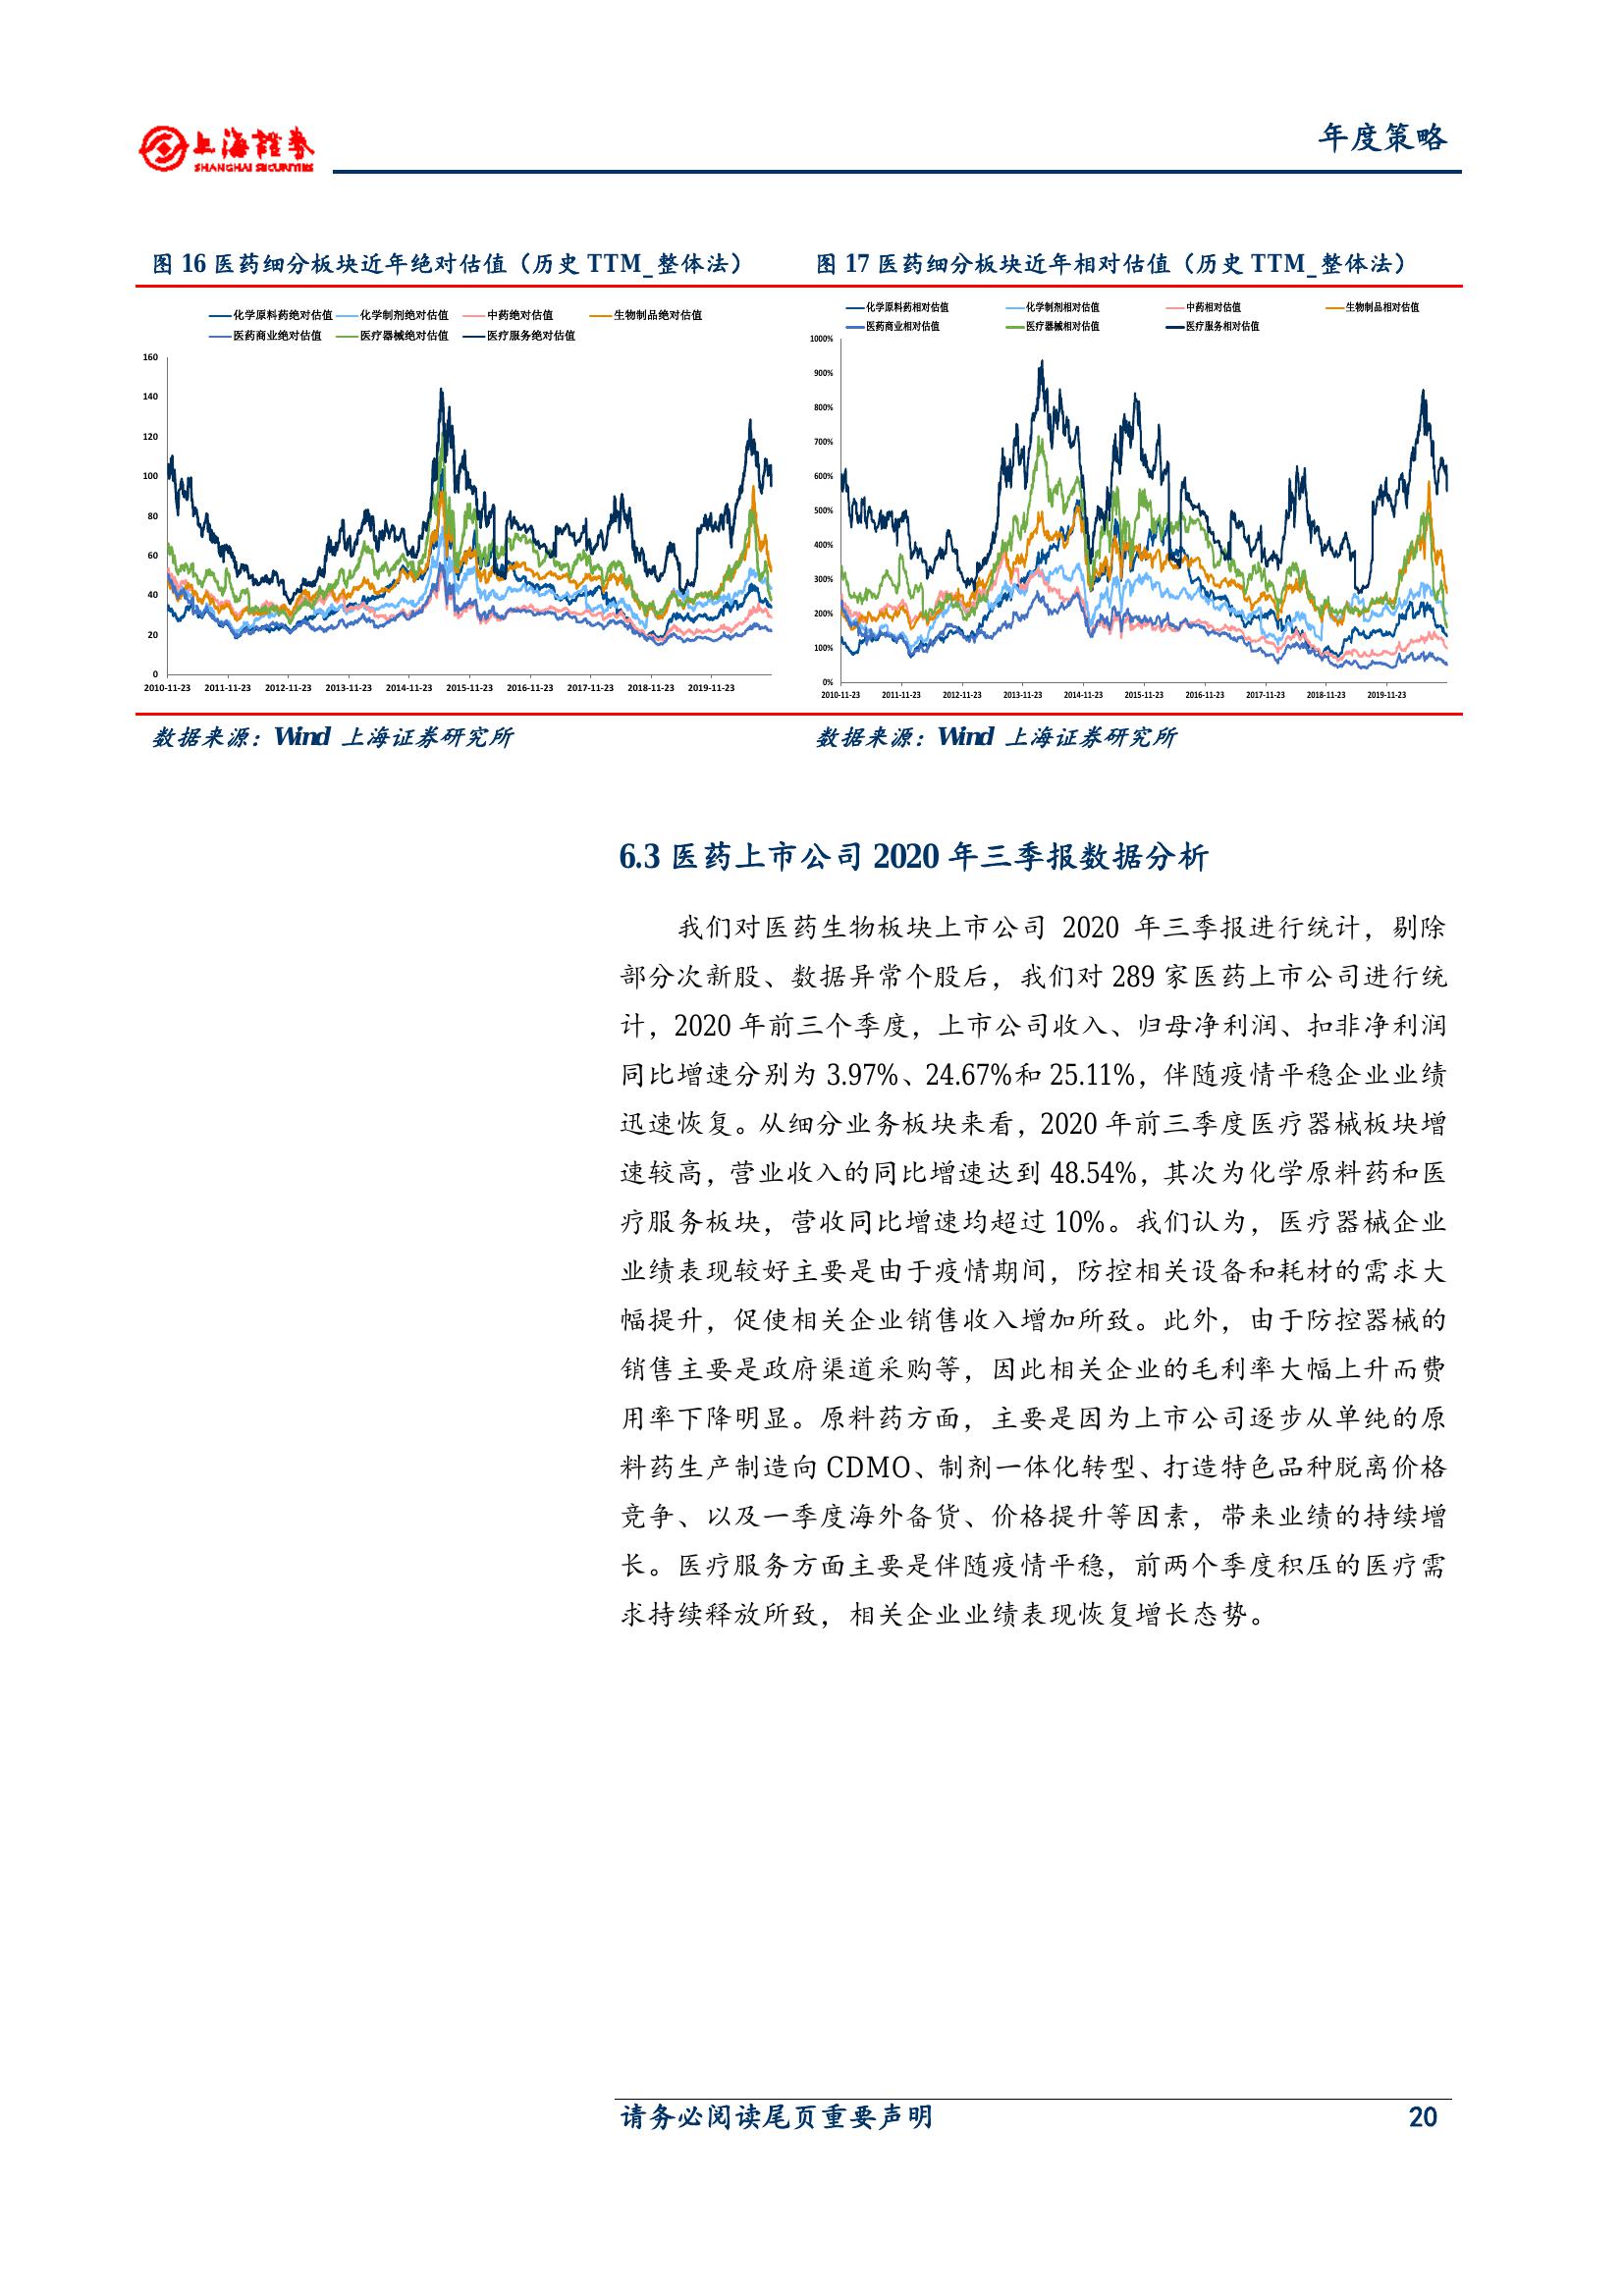 上海證券
SHANGHAI SECURITIES
年度策略
图 16 医药细分板块近年绝对估值（历史 TTM_整体法）
化学原料药绝对估值 化学制剂绝对估值 中药绝对估值 生物制品绝对估值
医药商业绝对估值 医疗器械绝对估值 医疗服务绝对估值
160
140
120
100
80
60
40
20
0
2010-11-23 2011-11-23 2012-11-23 2013-11-23 2014-11-23 2015-11-23 2016-11-23 2017-11-23 2018-11-23 2019-11-23
数据来源：Wind 上海证券研究所
图 17 医药细分板块近年相对估值（历史 TTM_整体法）
化学原料药相对估值 化学制剂相对估值 中药相对估值 生物制品相对估值
医药商业相对估值 医疗器械相对估值 医疗服务相对估值
1000%
900%
800%
700%
600%
500%
400%
300%
200%
100%
0%
2010-11-23 2011-11-23 2012-11-23 2013-11-23 2014-11-23 2015-11-23 2016-11-23 2017-11-23 2018-11-23 2019-11-23
数据来源：Wind 上海证券研究所
6.3 医药上市公司 2020 年三季报数据分析
我们对医药生物板块上市公司 2020 年三季报进行统计，剔除
部分次新股、数据异常个股后，我们对 289 家医药上市公司进行统
计，2020 年前三个季度，上市公司收入、归母净利润、扣非净利润
同比增速分别为 3.97%、24.67%和 25.11%，伴随疫情平稳企业业绩
迅速恢复。从细分业务板块来看，2020 年前三季度医疗器械板块增
速较高，营业收入的同比增速达到 48.54%，其次为化学原料药和医
疗服务板块，营收同比增速均超过 10%。我们认为，医疗器械企业
业绩表现较好主要是由于疫情期间，防控相关设备和耗材的需求大
幅提升，促使相关企业销售收入增加所致。此外，由于防控器械的
销售主要是政府渠道采购等，因此相关企业的毛利率大幅上升而费
用率下降明显。原料药方面，主要是因为上市公司逐步从单纯的原
料药生产制造向 CDMO、制剂一体化转型、打造特色品种脱离价格
竞争、以及一季度海外备货、价格提升等因素，带来业绩的持续增
长。医疗服务方面主要是伴随疫情平稳，前两个季度积压的医疗需
求持续释放所致，相关企业业绩表现恢复增长态势。
请务必阅读尾页重要声明
20